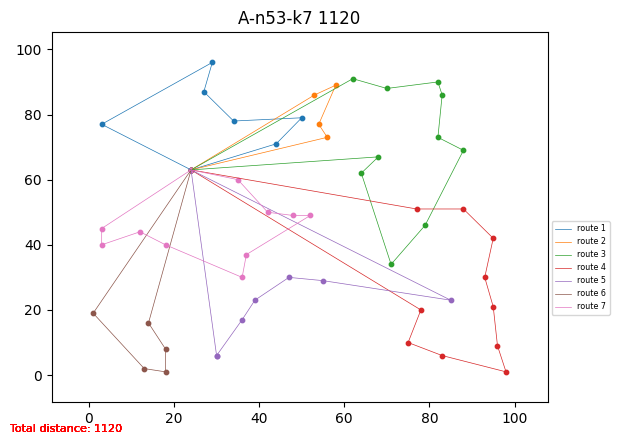 A-n53-k7 1120
100
80
60
40
20
0
0 20 40 60 80 100
route 1
route 2
route 3
route 4
route 5
route 6
route 7
Total distance: 1120